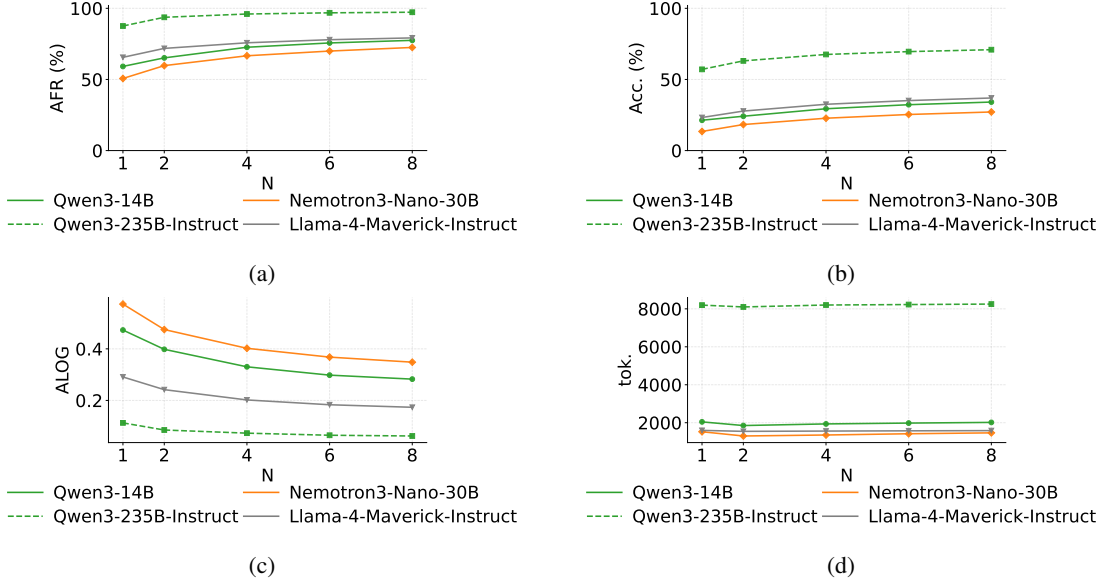 100
50
0
AFR (%)
1 2 4 6 8
N
Qwen3-14B
Nemotron3-Nano-30B
Qwen3-235B-Instruct
Llama-4-Maverick-Instruct
(a)
100
50
0
Acc. (%)
1 2 4 6 8
N
Qwen3-14B
Nemotron3-Nano-30B
Qwen3-235B-Instruct
Llama-4-Maverick-Instruct
(b)
0.4
0.2
ALOG
1 2 4 6 8
N
Qwen3-14B
Nemotron3-Nano-30B
Qwen3-235B-Instruct
Llama-4-Maverick-Instruct
(c)
8000
6000
4000
2000
tok.
1 2 4 6 8
N
Qwen3-14B
Nemotron3-Nano-30B
Qwen3-235B-Instruct
Llama-4-Maverick-Instruct
(d)